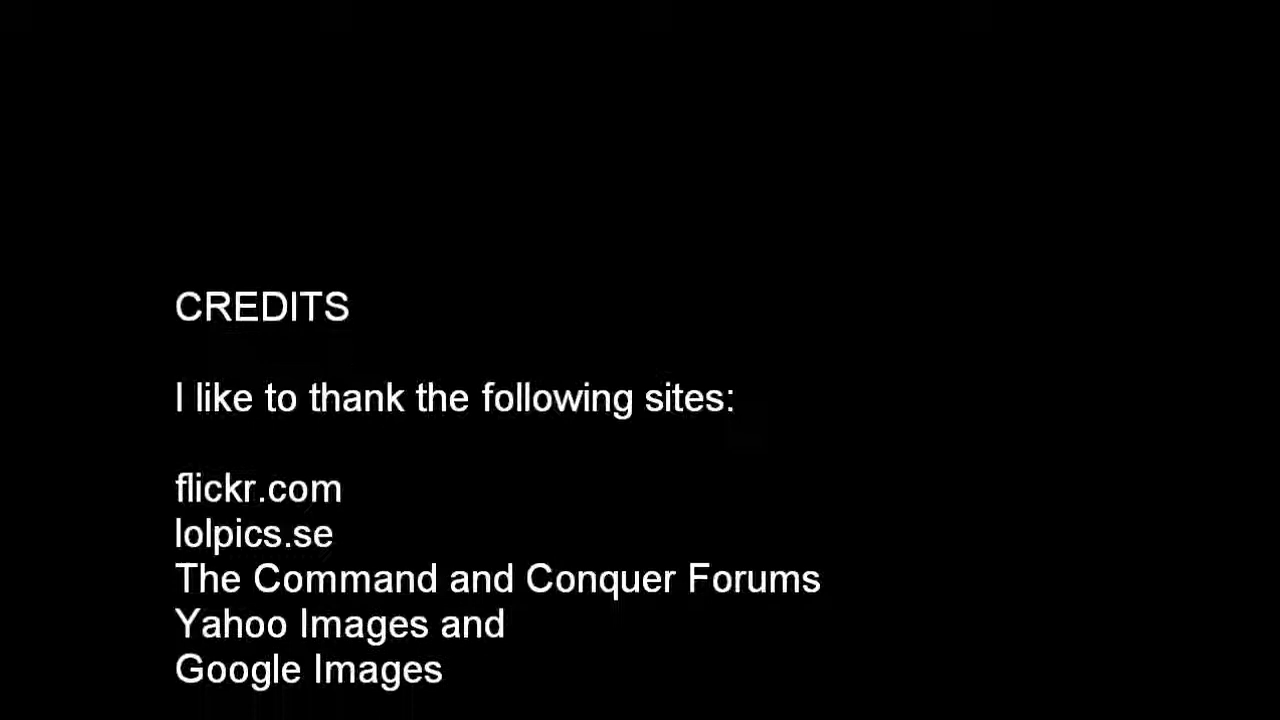 CREDITS
I like to thank the following sites:
flickr.com
lolpics.se
The Command and Conquer Forums
Yahoo Images and
Google Images